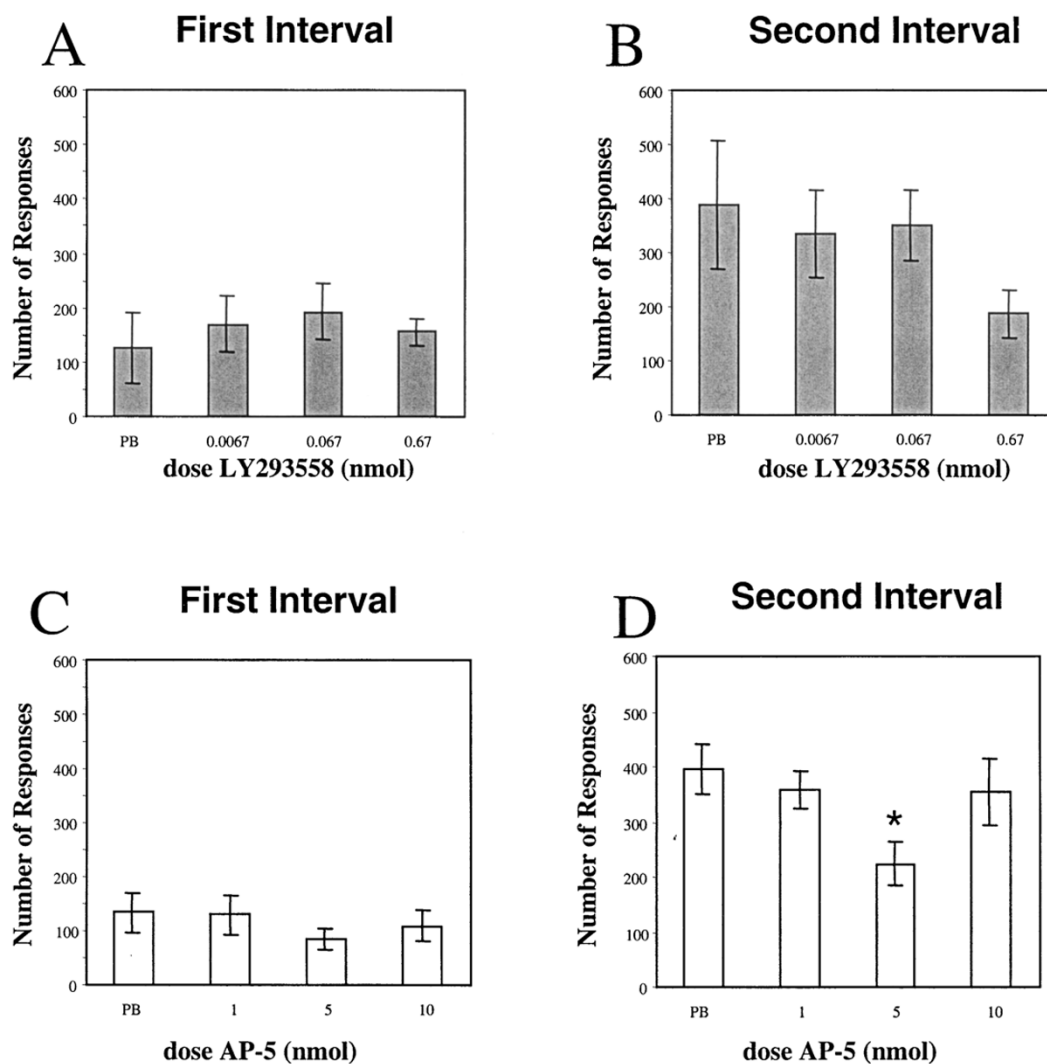 A
First Interval
Number of Responses
600
500
400
300
200
100
0
PB 0.0067 0.067 0.67
dose LY293558 (nmol)
B
Second Interval
Number of Responses
600
500
400
300
200
100
0
PB 0.0067 0.067 0.67
dose LY293558 (nmol)
C
First Interval
Number of Responses
600
500
400
300
200
100
0
PB 1 5 10
dose AP-5 (nmol)
D
Second Interval
Number of Responses
600
500
400
300
200
100
0
*
PB 1 5 10
dose AP-5 (nmol)